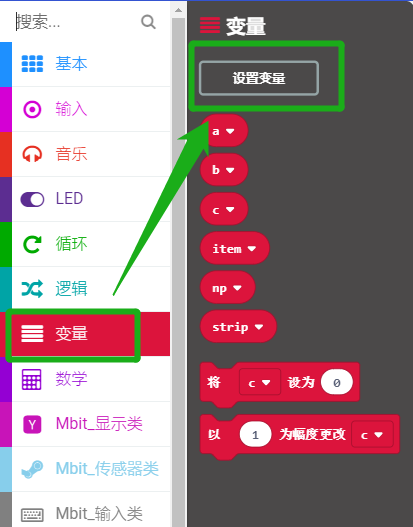 搜索...
基本
输入
音乐
LED
循环
逻辑
变量
数学
Mbit_显示类
Mbit_传感器类
Mbit_输入类
变量
设置变量
a
b
c
item
np
strip
将 c 设为 0
以 1 为幅度更改 c